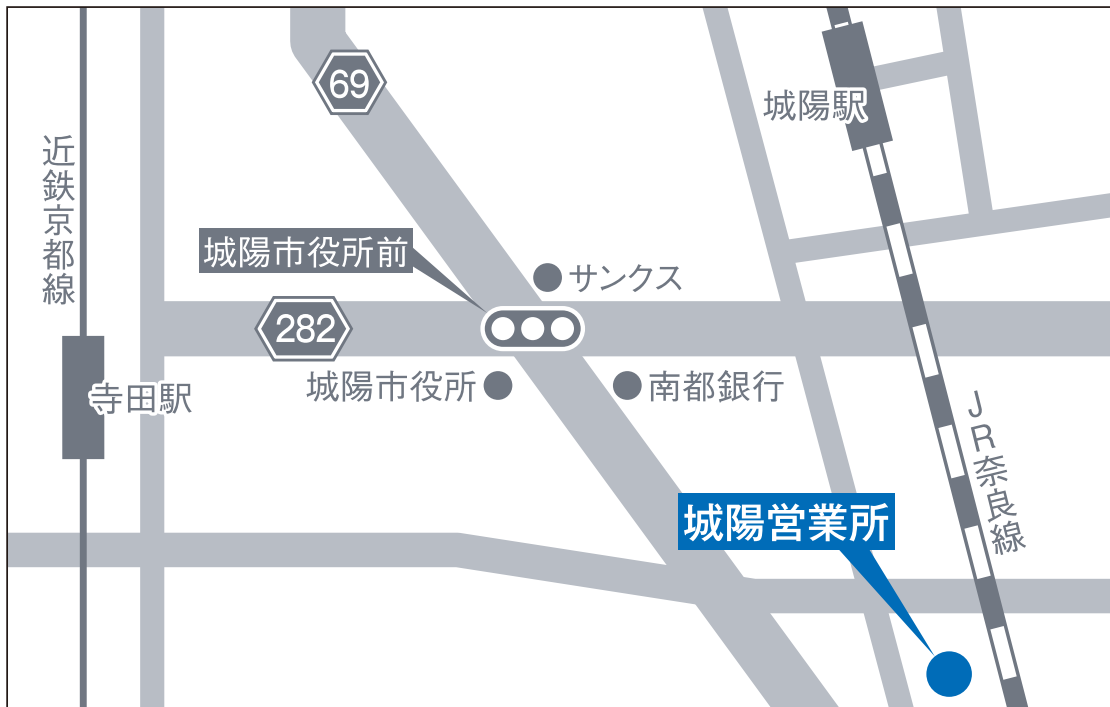 69
城陽駅
近鉄京都線
城陽市役所前
サンクス
282
城陽市役所
南都銀行
寺田駅
JR奈良線
城陽営業所